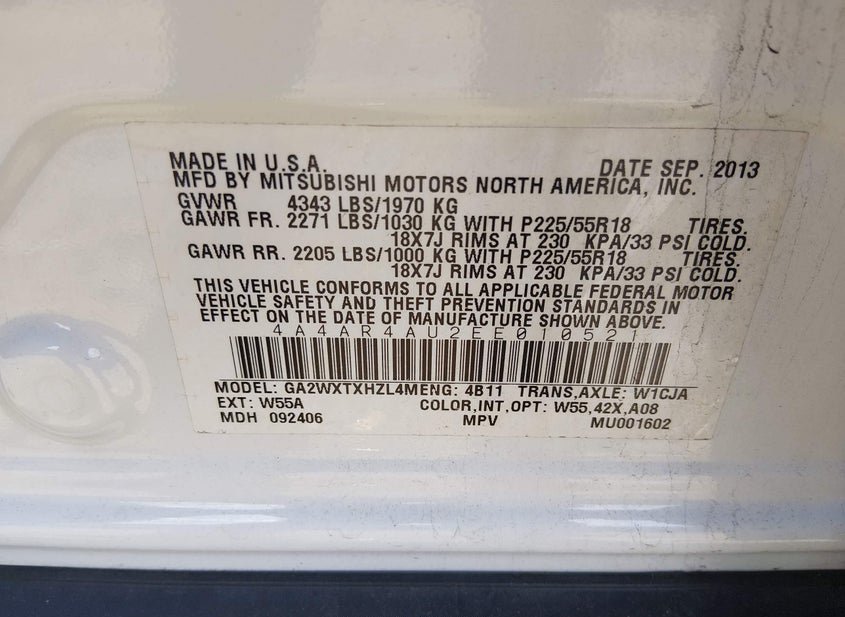 MADE IN U.S.A. DATE SEP. 2013
MFD BY MITSUBISHI MOTORS NORTH AMERICA, INC.
GVWR 4343 LBS/1970 KG
GAWR FR. 2271 LBS/1030 KG WITH P225/55R18 TIRES.
18X7J RIMS AT 230 KPA/33 PSI COLD.
GAWR RR. 2205 LBS/1000 KG WITH P225/55R18 TIRES.
18X7J RIMS AT 230 KPA/33 PSI COLD.
THIS VEHICLE CONFORMS TO ALL APPLICABLE FEDERAL MOTOR
VEHICLE SAFETY AND THEFT PREVENTION STANDARDS IN
EFFECT ON THE DATE OF MANUFACTURE SHOWN ABOVE.
4A4AR4AU2EE010521
MODEL: GA2WXTXHZL4MENG: 4B11 TRANS,AXLE: W1CJA
EXT: W55A COLOR,INT,OPT: W55,42X,A08
MDH 092406 MPV MU001602